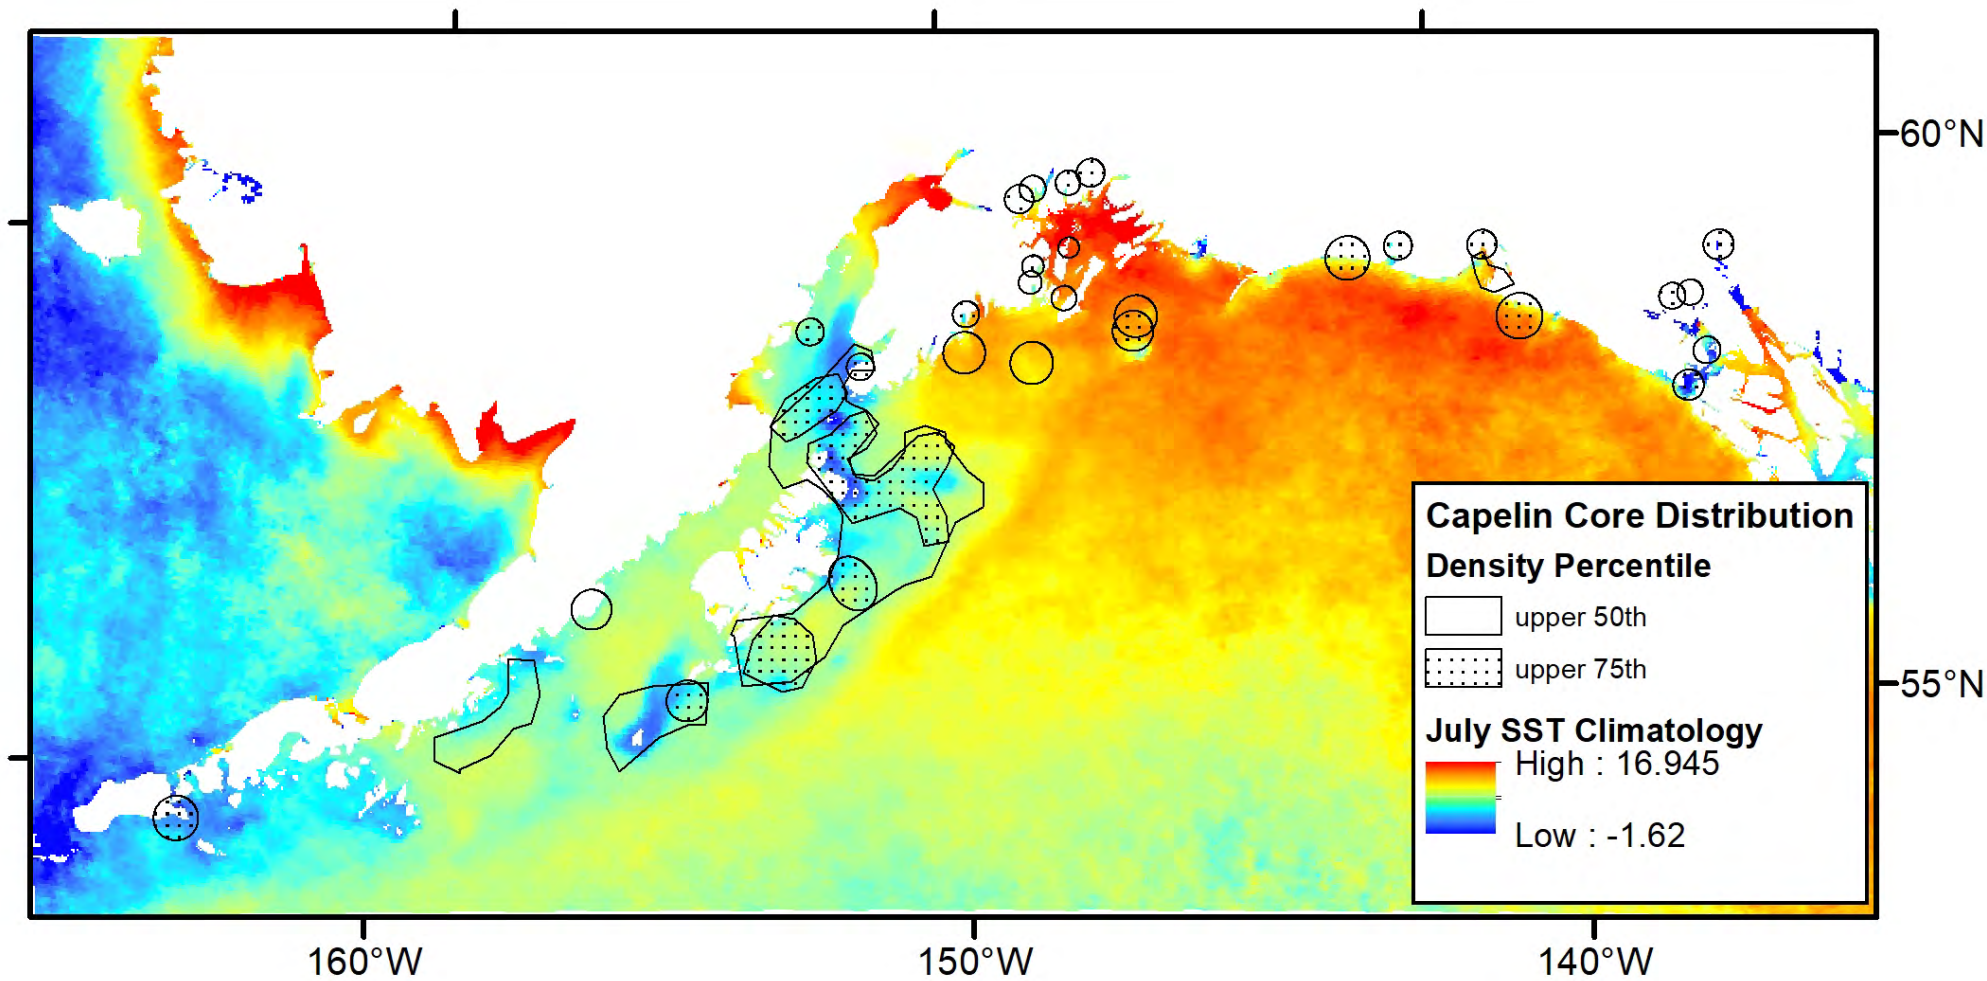 60°N
Capelin Core Distribution
Density Percentile
upper 50th
upper 75th
55°N
July SST Climatology
High : 16.945
Low : -1.62
160°W
150°W
140°W